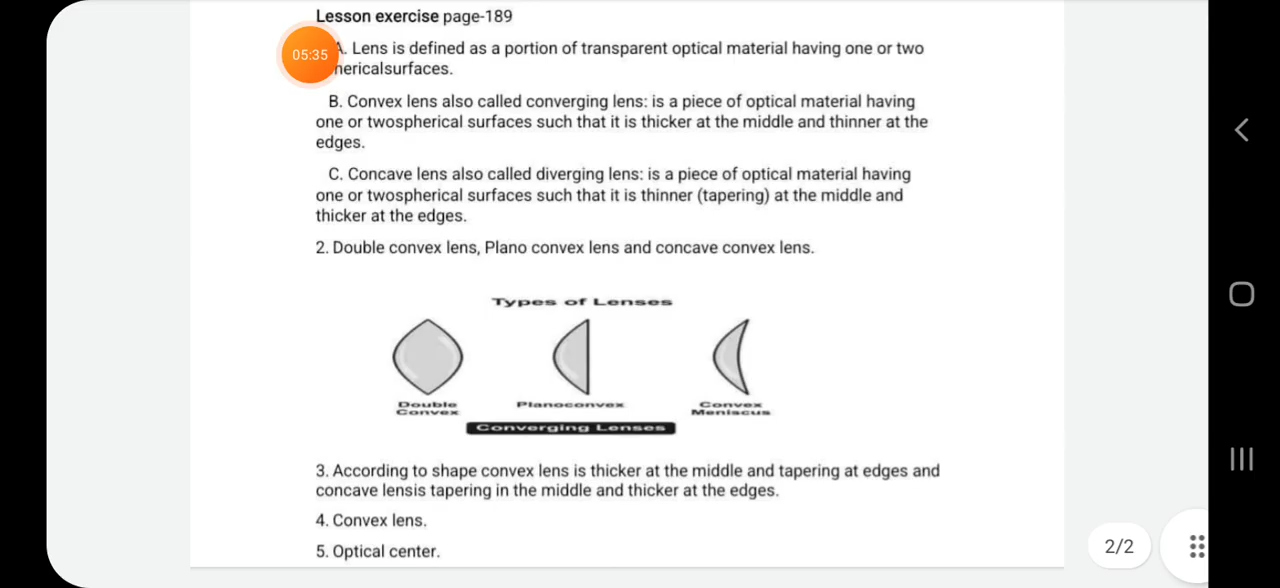 Lesson exercise page-189
05:35
A. Lens is defined as a portion of transparent optical material having one or two
hericalsurfaces.
B. Convex lens also called converging lens: is a piece of optical material having
one or twospherical surfaces such that it is thicker at the middle and thinner at the
edges.
C. Concave lens also called diverging lens: is a piece of optical material having
one or twospherical surfaces such that it is thinner (tapering) at the middle and
thicker at the edges.
2. Double convex lens, Plano convex lens and concave convex lens.
Types of Lenses
Double
Convex
Planoconvex
Convex
Meniscus
Converging Lenses
3. According to shape convex lens is thicker at the middle and tapering at edges and
concave lensis tapering in the middle and thicker at the edges.
4. Convex lens.
5. Optical center.
2/2